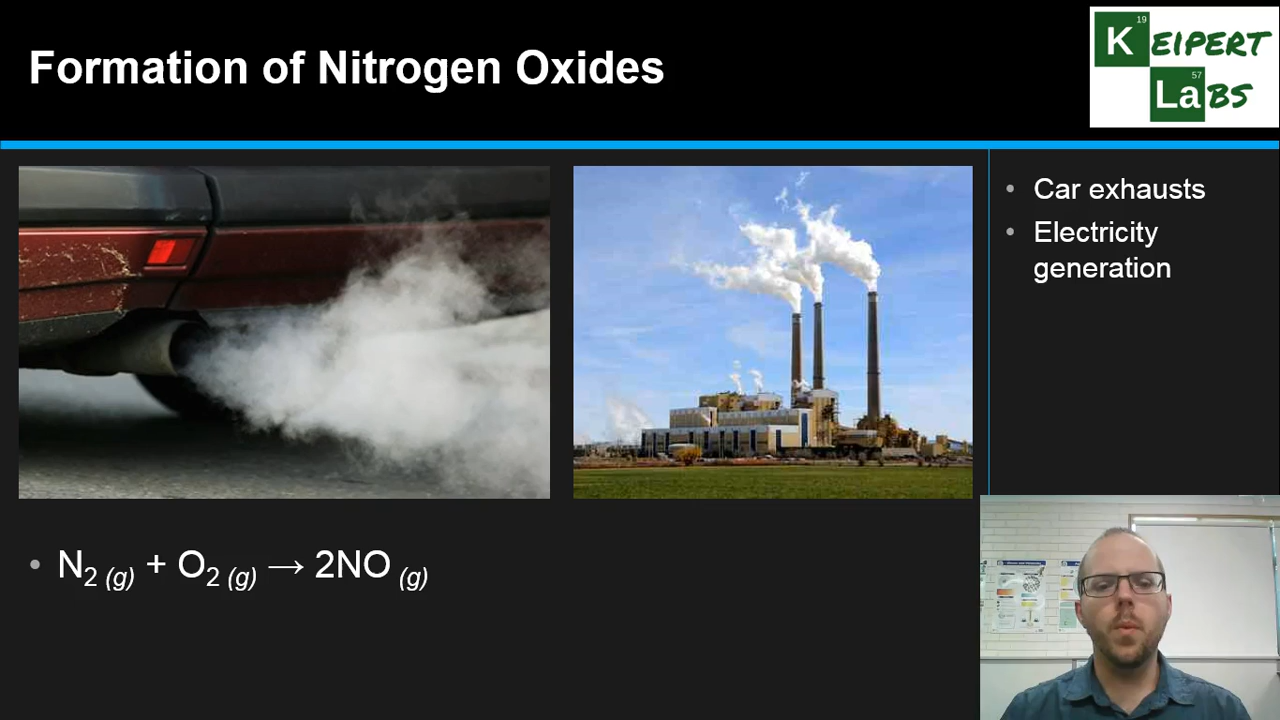 Formation of Nitrogen Oxides
19
KEIPERT
57
LaBS
• Car exhausts
• Electricity
generation
• N₂ (g) + O₂ (g) → 2NO (g)